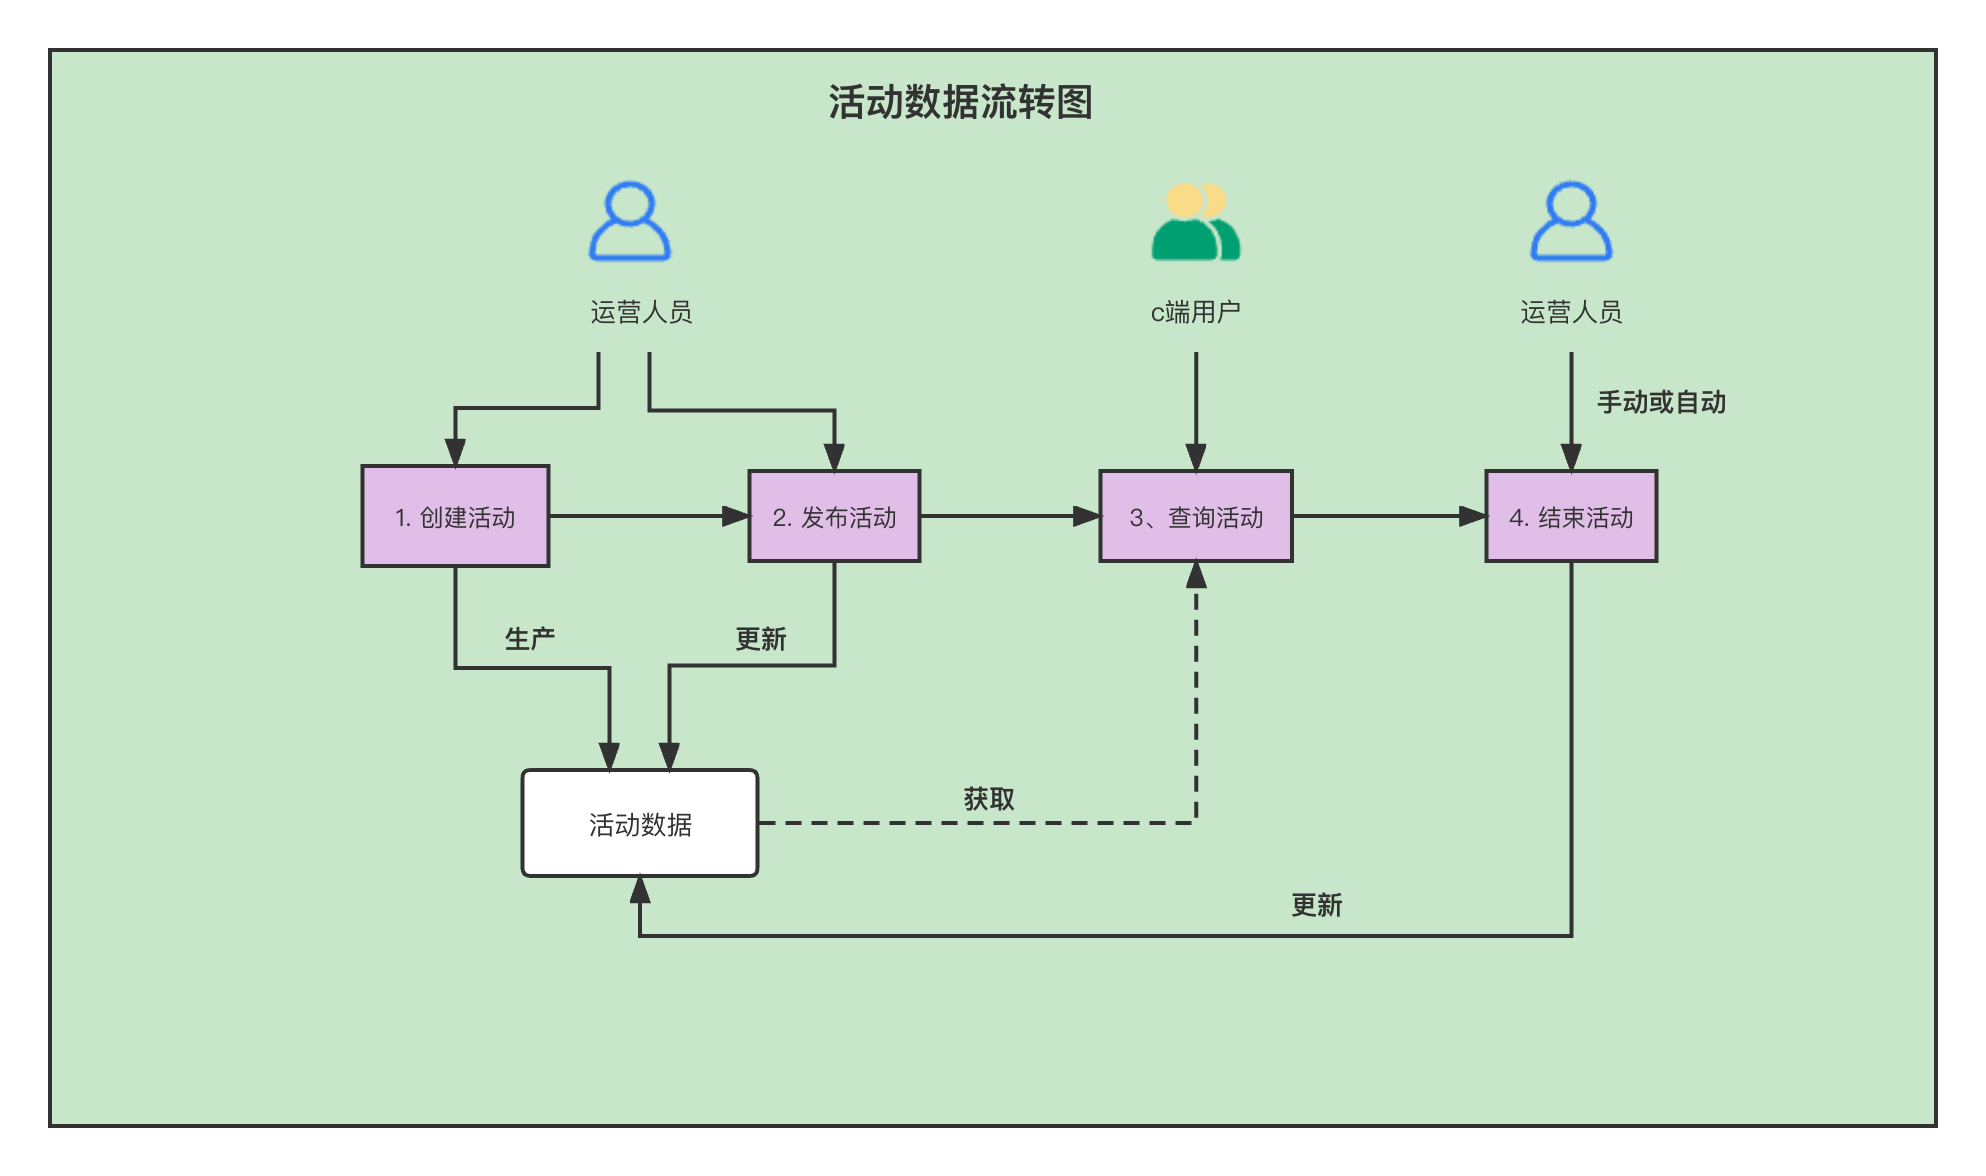 活动数据流转图
运营人员
c端用户
运营人员
手动或自动
1. 创建活动
2. 发布活动
3、查询活动
4. 结束活动
生产
更新
获取
活动数据
更新